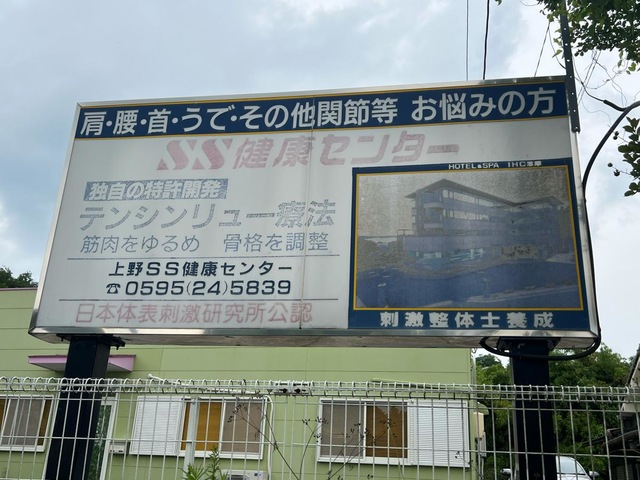 肩・腰・首・うで・その他関節等 お悩みの方
SS健康センター
独自の特許開発
テンシンリュー療法
筋肉をゆるめ 骨格を調整
上野SS健康センター
☎0595(24)5839
日本体表刺激研究所公認
HOTEL&SPA IHC
刺激整体士養成